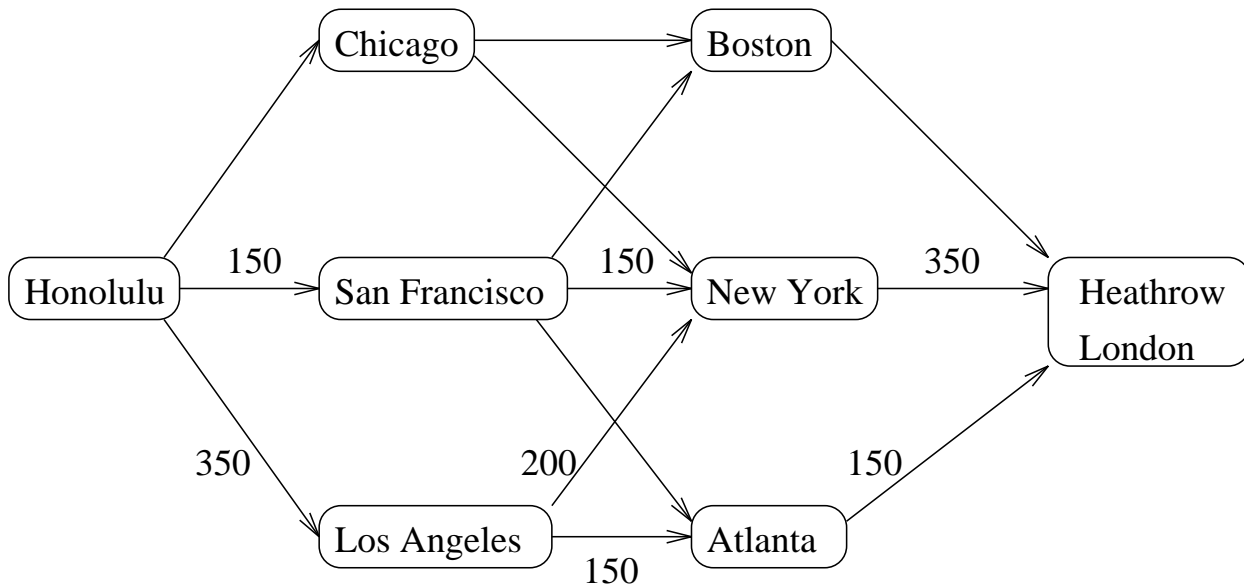 Chicago
Boston
150
150
350
Honolulu
San Francisco
New York
Heathrow
London
350
200
150
Los Angeles
Atlanta
150